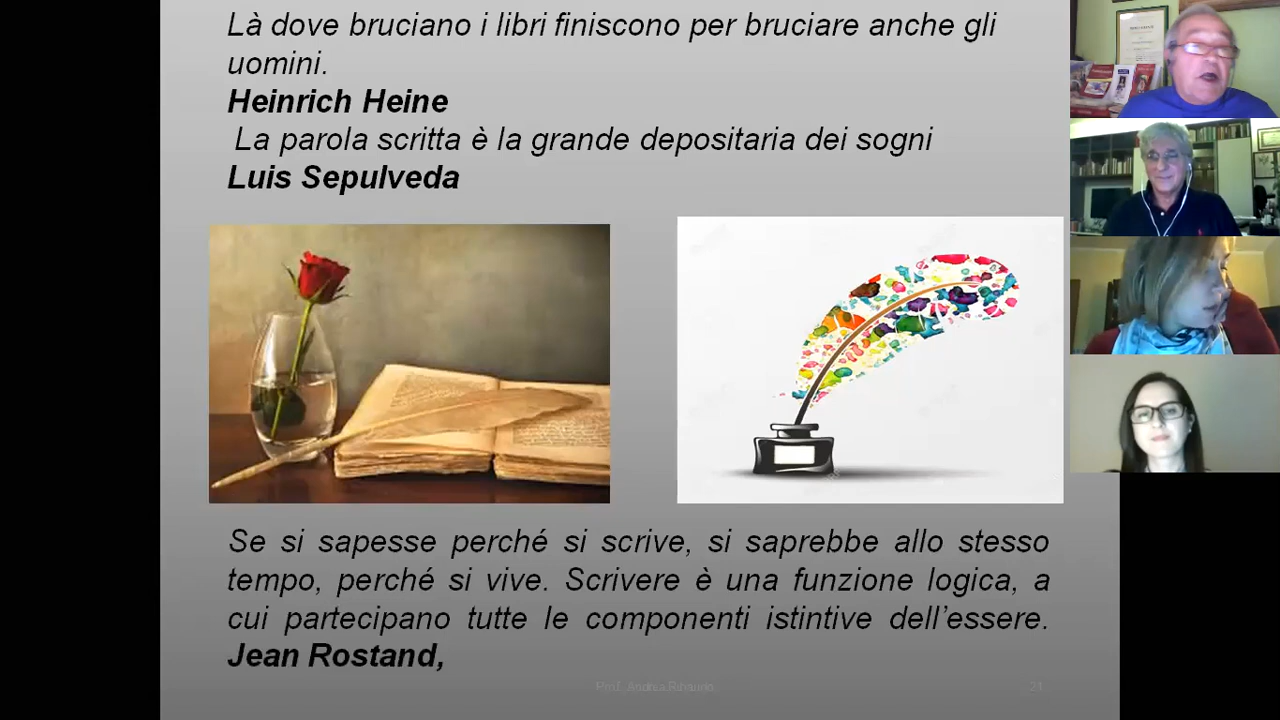 Là dove bruciano i libri finiscono per bruciare anche gli
uomini.
Heinrich Heine
La parola scritta è la grande depositaria dei sogni
Luis Sepulveda
Se si sapesse perché si scrive, si saprebbe allo stesso
tempo, perché si vive. Scrivere è una funzione logica, a
cui partecipano tutte le componenti istintive dell’essere.
Jean Rostand,
Prof. Andrea